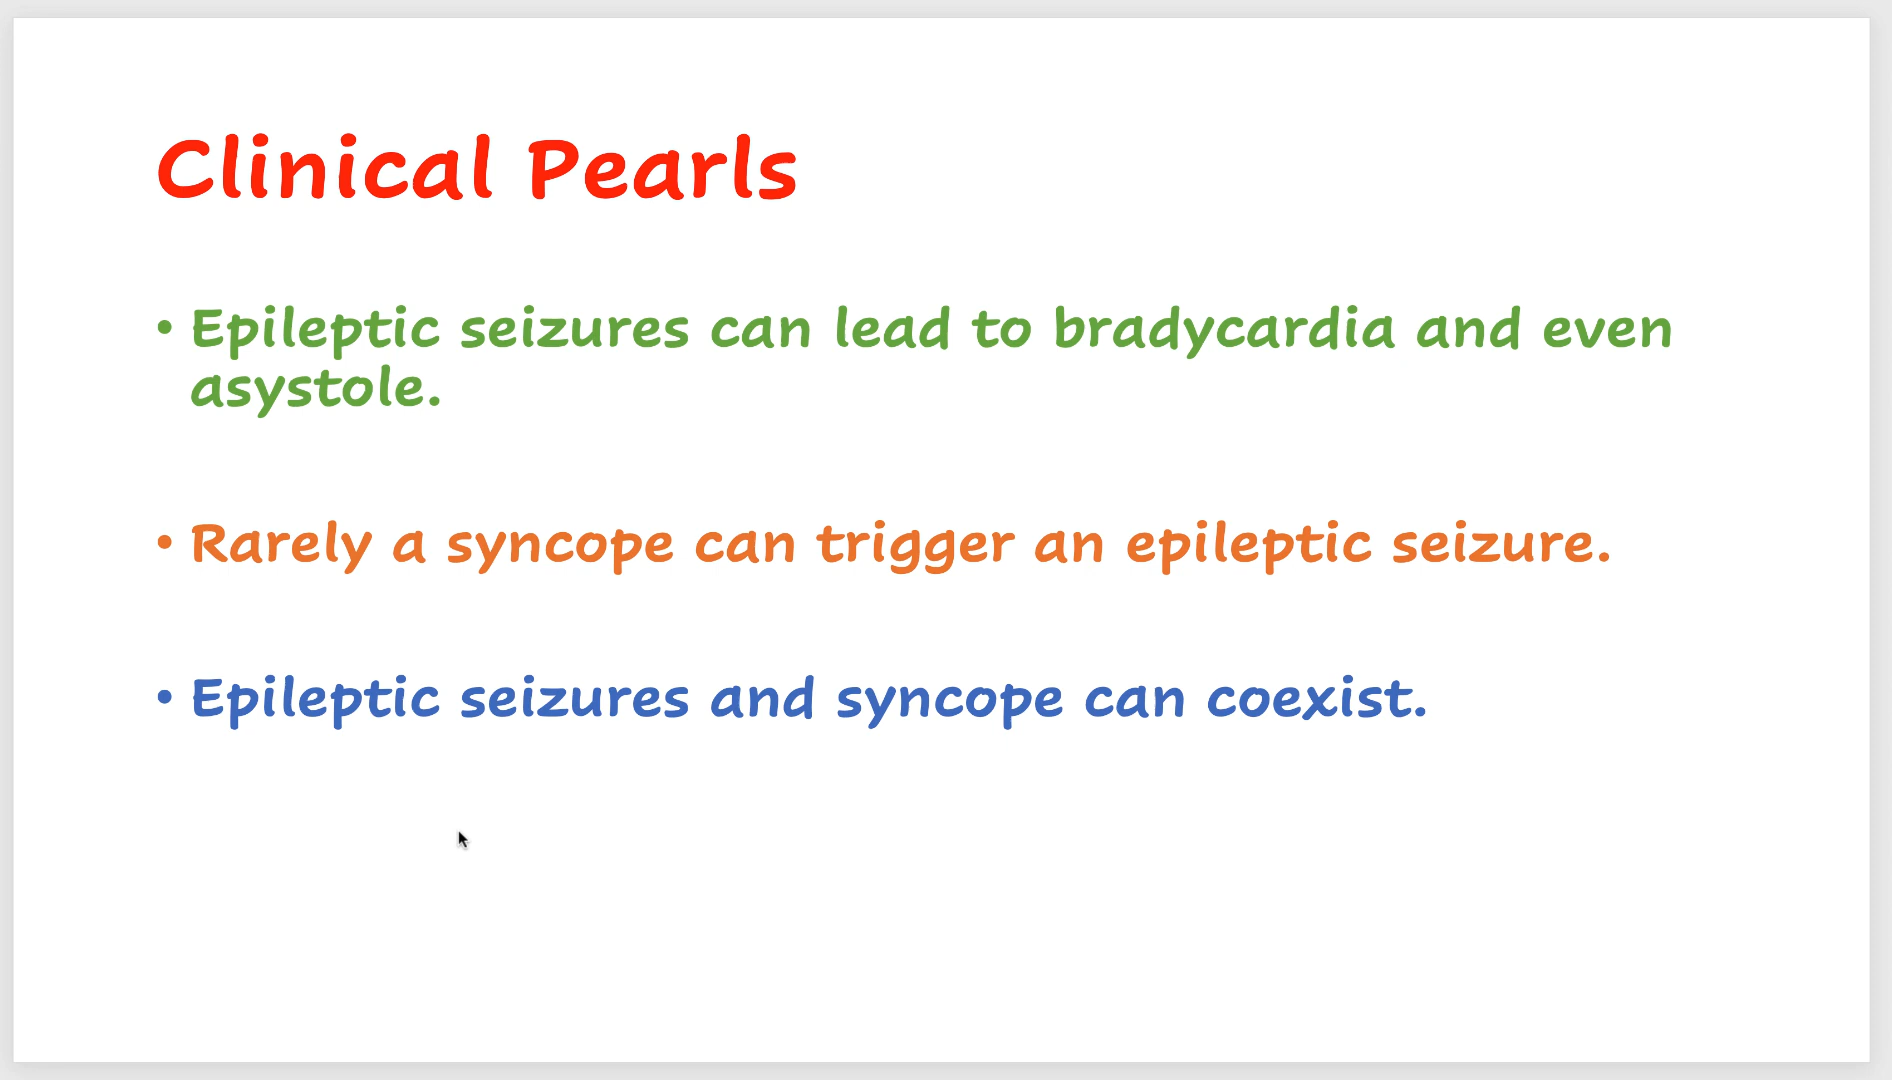 Clinical Pearls
• Epileptic seizures can lead to bradycardia and even
asystole.
• Rarely a syncope can trigger an epileptic seizure.
• Epileptic seizures and syncope can coexist.